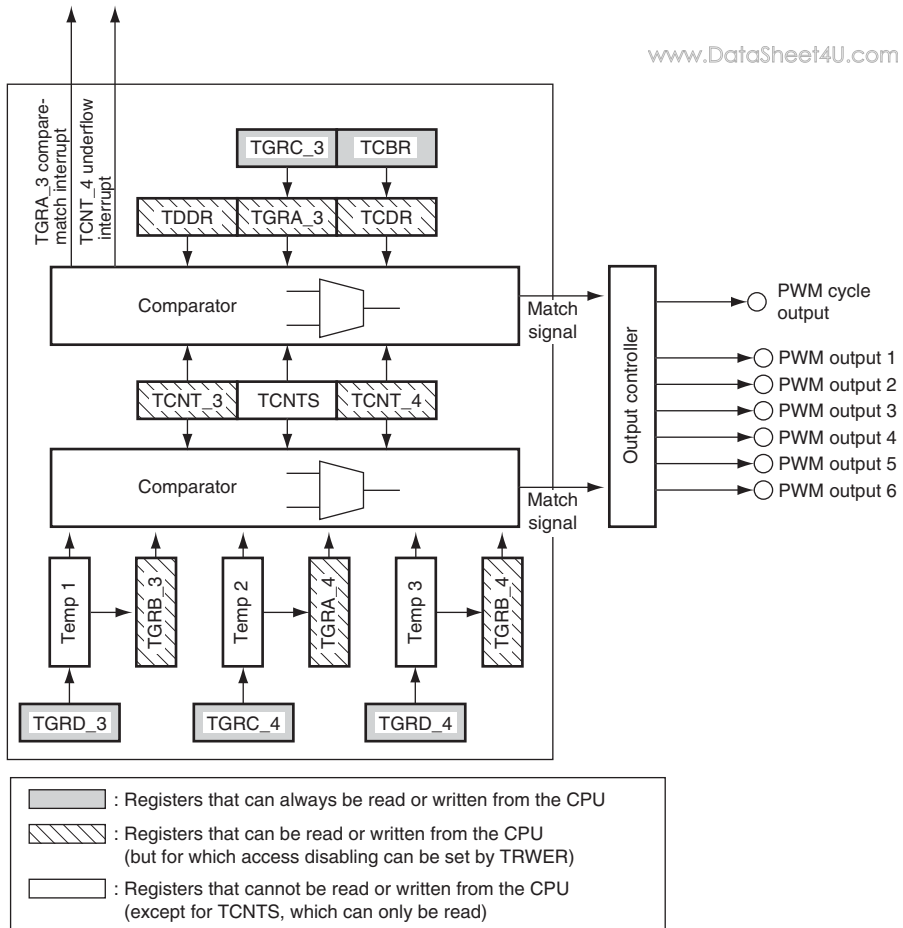 www.DataSheet4U.com
TGRA_3 compare-
match interrupt
TCNT_4 underflow
interrupt
TGRC_3
TCBR
TDDR
TGRA_3
TCDR
Comparator
Match
signal
PWM cycle
output
Output controller
PWM output 1
PWM output 2
PWM output 3
PWM output 4
PWM output 5
PWM output 6
TCNT_3
TCNTS
TCNT_4
Comparator
Match
signal
Temp 1
TGRB_3
Temp 2
TGRA_4
Temp 3
TGRB_4
TGRD_3
TGRC_4
TGRD_4
: Registers that can always be read or written from the CPU
: Registers that can be read or written from the CPU
(but for which access disabling can be set by TRWER)
: Registers that cannot be read or written from the CPU
(except for TCNTS, which can only be read)